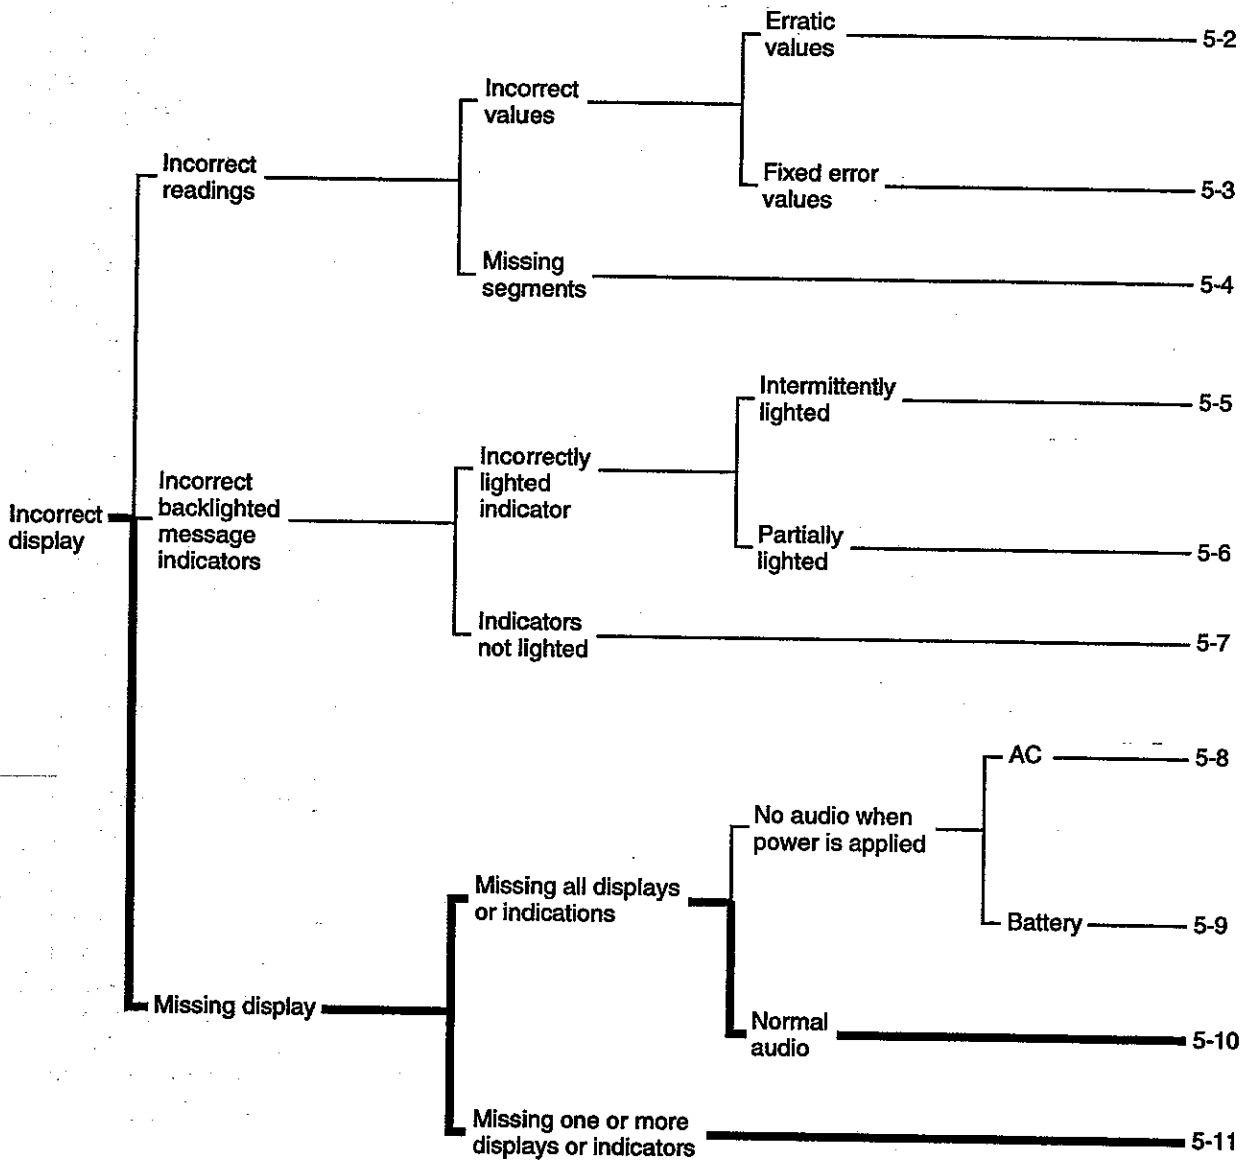 Erratic
values
5-2
Incorrect
values
Incorrect
readings
Fixed error
values
5-3
Missing
segments
5-4
Intermittently
lighted
5-5
Incorrectly
lighted
indicator
Incorrect
backlighted
message
indicators
Incorrect
display
Partially
lighted
5-6
Indicators
not lighted
5-7
AC
5-8
No audio when
power is applied
Missing all displays
or indications
Battery
5-9
Missing display
Normal
audio
5-10
Missing one or more
displays or indicators
5-11